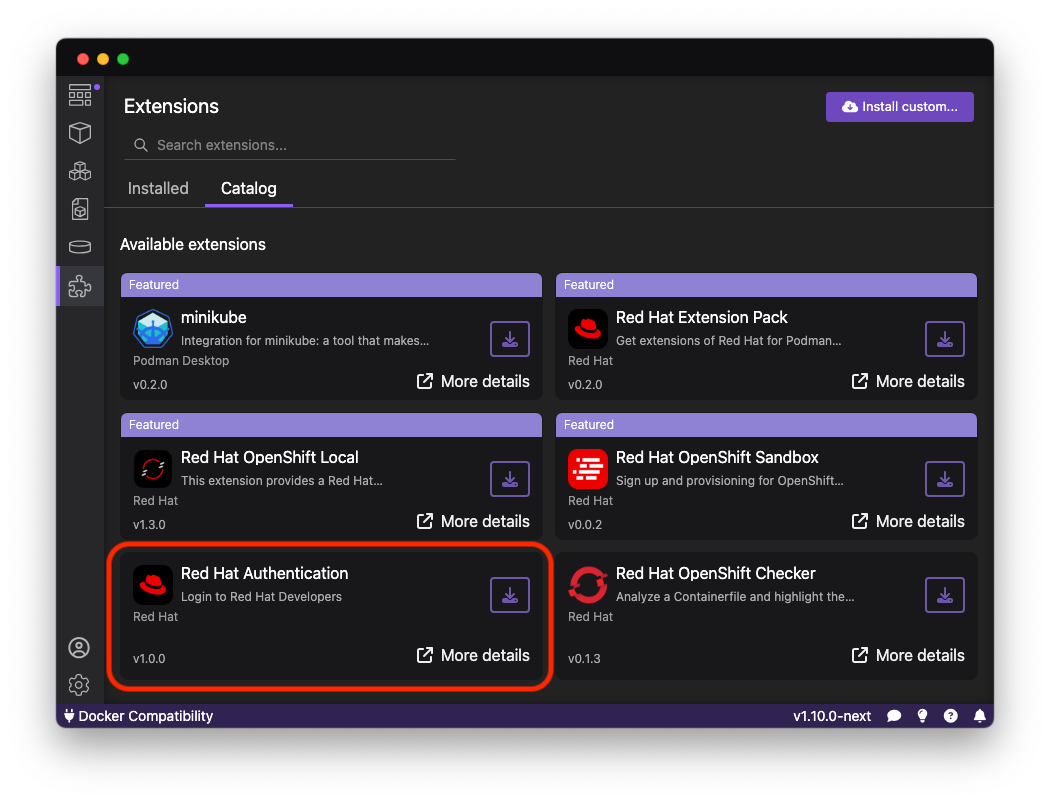 Extensions
Install custom...
Search extensions...
Installed
Catalog
Available extensions
Featured
minikube
Integration for minikube: a tool that makes...
Podman Desktop
v0.2.0
More details
Featured
Red Hat Extension Pack
Get extensions of Red Hat for Podman...
Red Hat
v0.2.0
More details
Featured
Red Hat OpenShift Local
This extension provides a Red Hat...
Red Hat
v1.3.0
More details
Featured
Red Hat OpenShift Sandbox
Sign up and provisioning for OpenShift...
Red Hat
v0.0.2
More details
Red Hat Authentication
Login to Red Hat Developers
Red Hat
v1.0.0
More details
Red Hat OpenShift Checker
Analyze a Containerfile and highlight the...
Red Hat
v0.1.3
More details
Docker Compatibility
v1.10.0-next